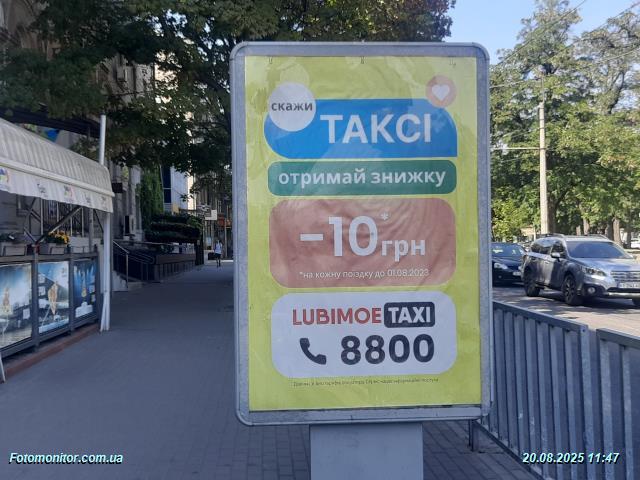 скажи
ТАКСІ
отримай знижку
-10* грн
*на кожну поїздку до 01.08.2023
LUBIMOE TAXI
8800
Fotomonitor.com.ua
20.08.2025 11:47